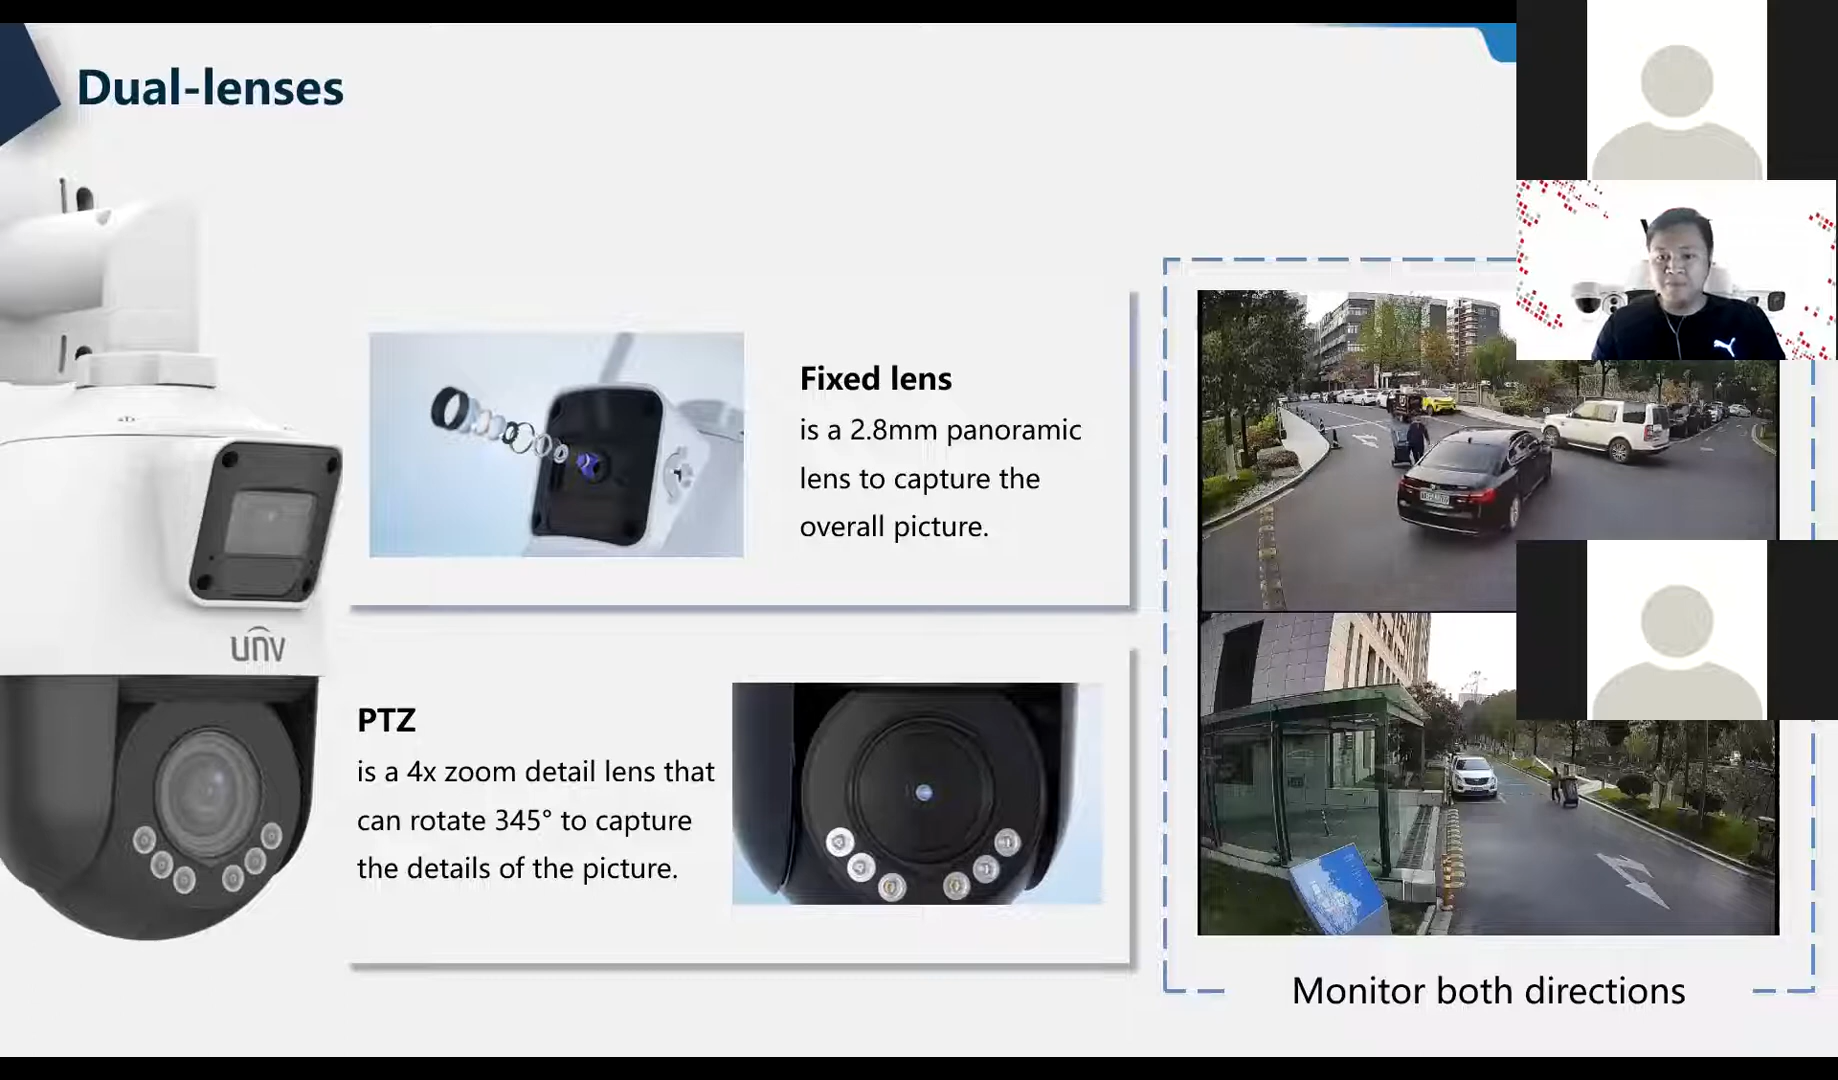 Dual-lenses
Fixed lens
is a 2.8mm panoramic
lens to capture the
overall picture.
unv
PTZ
is a 4x zoom detail lens that
can rotate 345° to capture
the details of the picture.
Monitor both directions